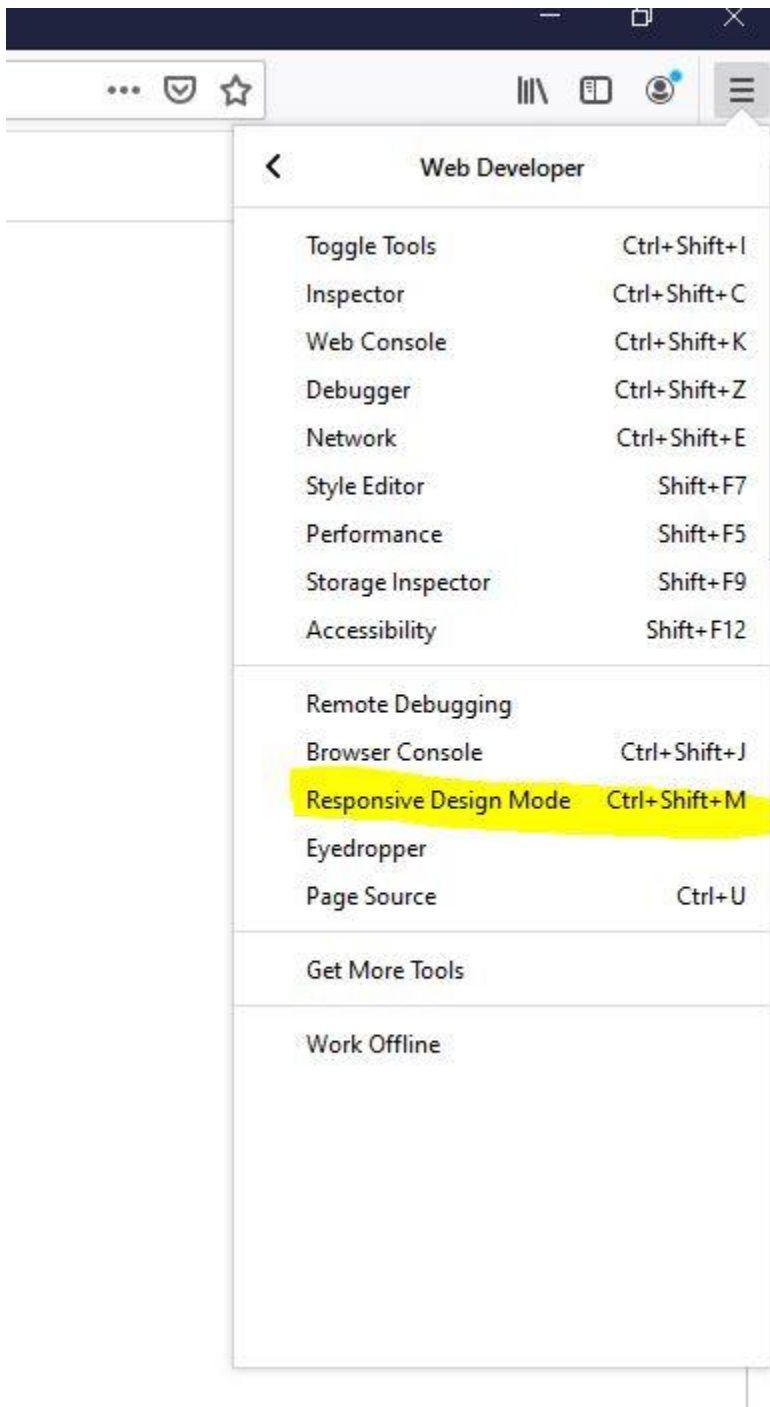 Web Developer
Toggle Tools Ctrl+Shift+I
Inspector Ctrl+Shift+C
Web Console Ctrl+Shift+K
Debugger Ctrl+Shift+Z
Network Ctrl+Shift+E
Style Editor Shift+F7
Performance Shift+F5
Storage Inspector Shift+F9
Accessibility Shift+F12
Remote Debugging
Browser Console Ctrl+Shift+J
Responsive Design Mode Ctrl+Shift+M
Eyedropper
Page Source Ctrl+U
Get More Tools
Work Offline